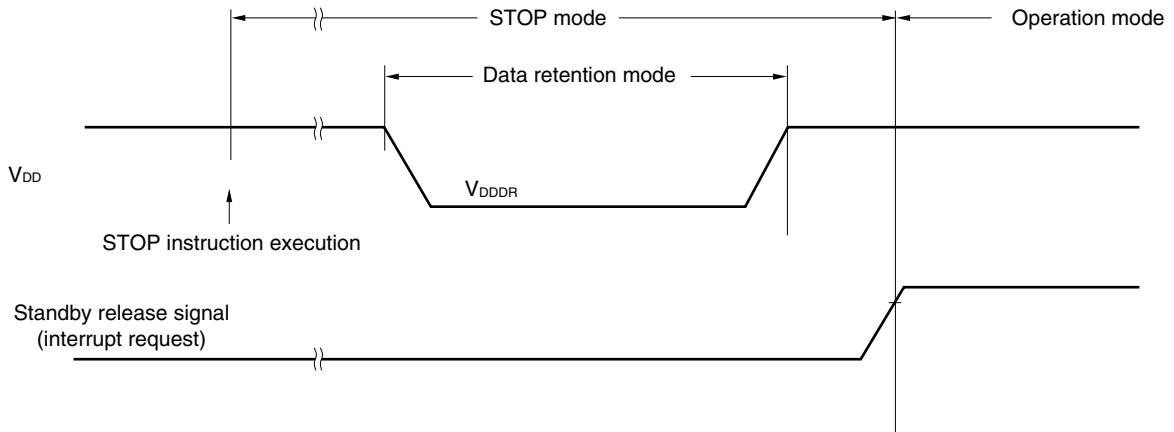 STOP mode
Operation mode
Data retention mode
VDD
VDDDR
STOP instruction execution
Standby release signal
(interrupt request)